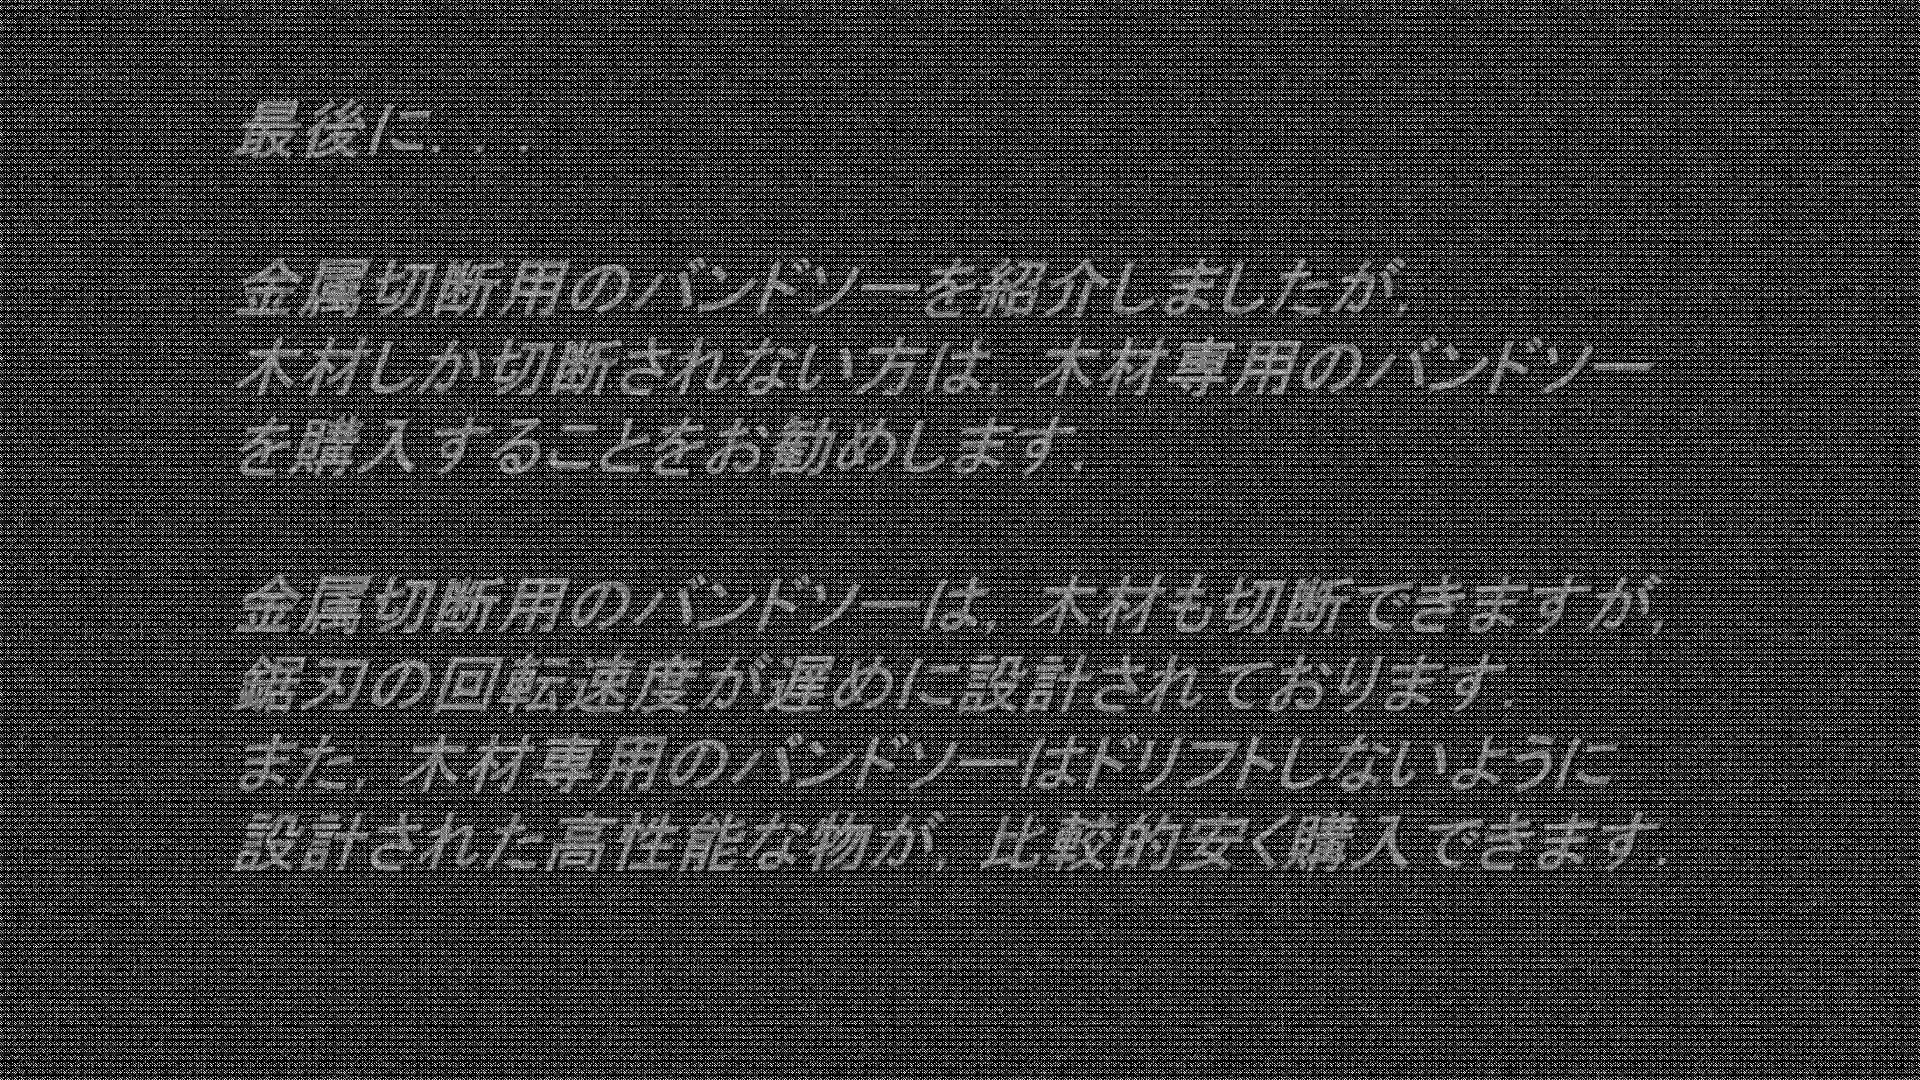 最後に. . .
金属切断用のバンドソーを紹介しましたが,
木材しか切断されない方は, 木材専用のバンドソー
を購入することをお勧めします.
金属切断用のバンドソーは, 木材も切断できますが,
鋸刃の回転速度が遅めに設計されております.
また, 木材専用のバンドソーはドリフトしないように
設計された高性能な物が, 比較的安く購入できます.